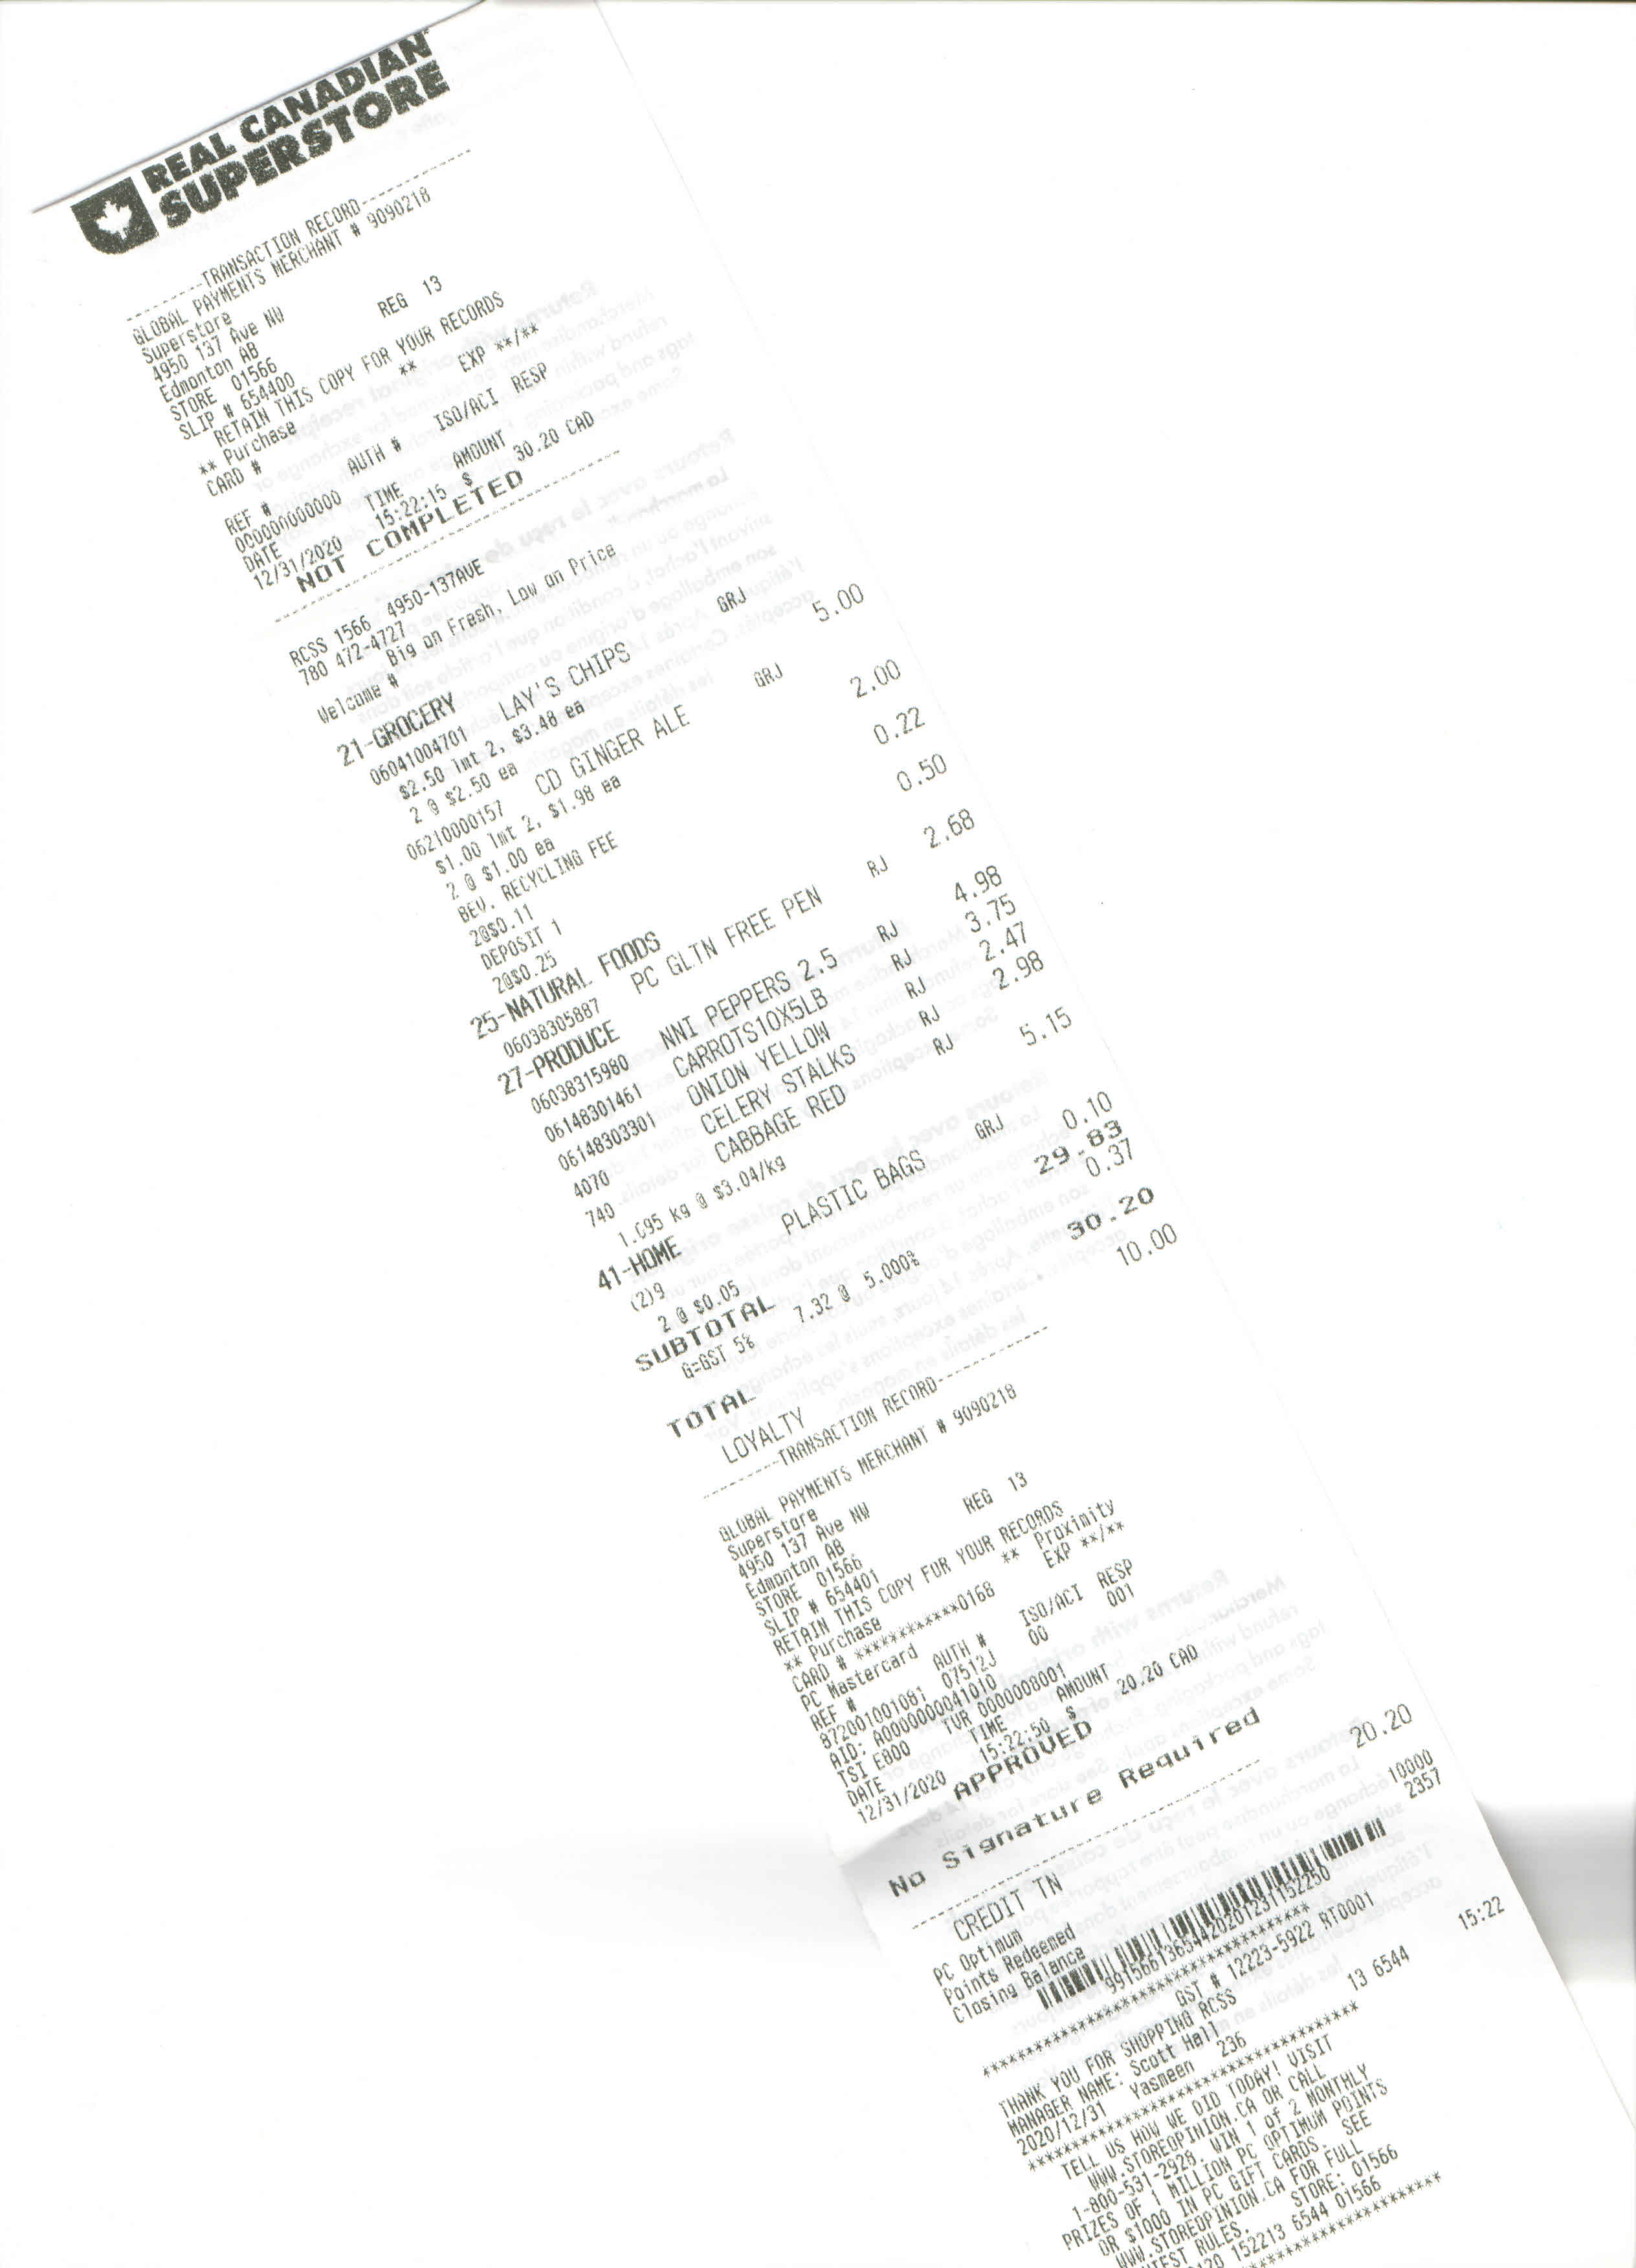 REAL CANADIAN
SUPERSTORE
--------TRANSACTION RECORD----------
GLOBAL PAYMENTS MERCHANT # 9090218
Superstore
4950 137 Ave NW
Edmonton AB
STORE 01566 REG 13
SLIP # 654400
RETAIN THIS COPY FOR YOUR RECORDS
** Purchase **
CARD # EXP **/**
REF # AUTH # ISO/ACI RESP
000000000000
DATE TIME AMOUNT
12/31/2020 15:22:15 $ 30.20 CAD
NOT COMPLETED
RCSS 1566 4950-137AVE
780 472-4727
Big on Fresh, Low on Price
Welcome #
21-GROCERY
06041004701 LAY'S CHIPS GRJ
$2.50 lmt 2, $3.48 ea
2 @ $2.50 ea 5.00
06210000157 CD GINGER ALE GRJ
$1.00 lmt 2, $1.98 ea
2 @ $1.00 ea 2.00
BEV. RECYCLING FEE
2@$0.11 0.22
DEPOSIT 1
2@$0.25 0.50
25-NATURAL FOODS
06038305887 PC GLTN FREE PEN RJ 2.68
27-PRODUCE
06038315980 NNI PEPPERS 2.5 RJ 4.98
06148301461 CARROTS10X5LB RJ 3.75
06148303301 ONION YELLOW RJ 2.47
4070 CELERY STALKS RJ 2.98
740 CABBAGE RED RJ
1.695 kg @ $3.04/kg 5.15
41-HOME
(2)9 PLASTIC BAGS GRJ
2 @ $0.05 0.10
SUBTOTAL 29.83
G=GST 5% 7.32 @ 5.000% 0.37
TOTAL 30.20
LOYALTY 10.00
--------TRANSACTION RECORD----------
GLOBAL PAYMENTS MERCHANT # 9090218
Superstore
4950 137 Ave NW
Edmonton AB
STORE 01566 REG 13
SLIP # 654401
RETAIN THIS COPY FOR YOUR RECORDS
** Purchase ** Proximity
CARD # ************0168 EXP **/**
PC Mastercard
REF # AUTH # ISO/ACI RESP
872001001081 07512J 00 001
AID: A0000000041010
TSI E800 TVR 0000008001
DATE TIME AMOUNT
12/31/2020 15:22:50 $ 20.20 CAD
APPROVED
No Signature Required
CREDIT TN 20.20
PC Optimum
Points Redeemed 10000
Closing Balance 2357
99156613654420201231152250
***********************************
GST # 12223-5922 RT0001
THANK YOU FOR SHOPPING RCSS
MANAGER NAME: Scott Hall
2020/12/31 Yasmeen 236 13 6544 15:22
***********************************
TELL US HOW WE DID TODAY! VISIT
WWW.STOREOPINION.CA OR CALL
1-800-531-2928. WIN 1 of 2 MONTHLY
PRIZES OF 1 MILLION PC OPTIMUM POINTS
OR $1000 IN PC GIFT CARDS. SEE
WWW.STOREOPINION.CA FOR FULL
RULES. STORE: 01566
152213 6544 01566